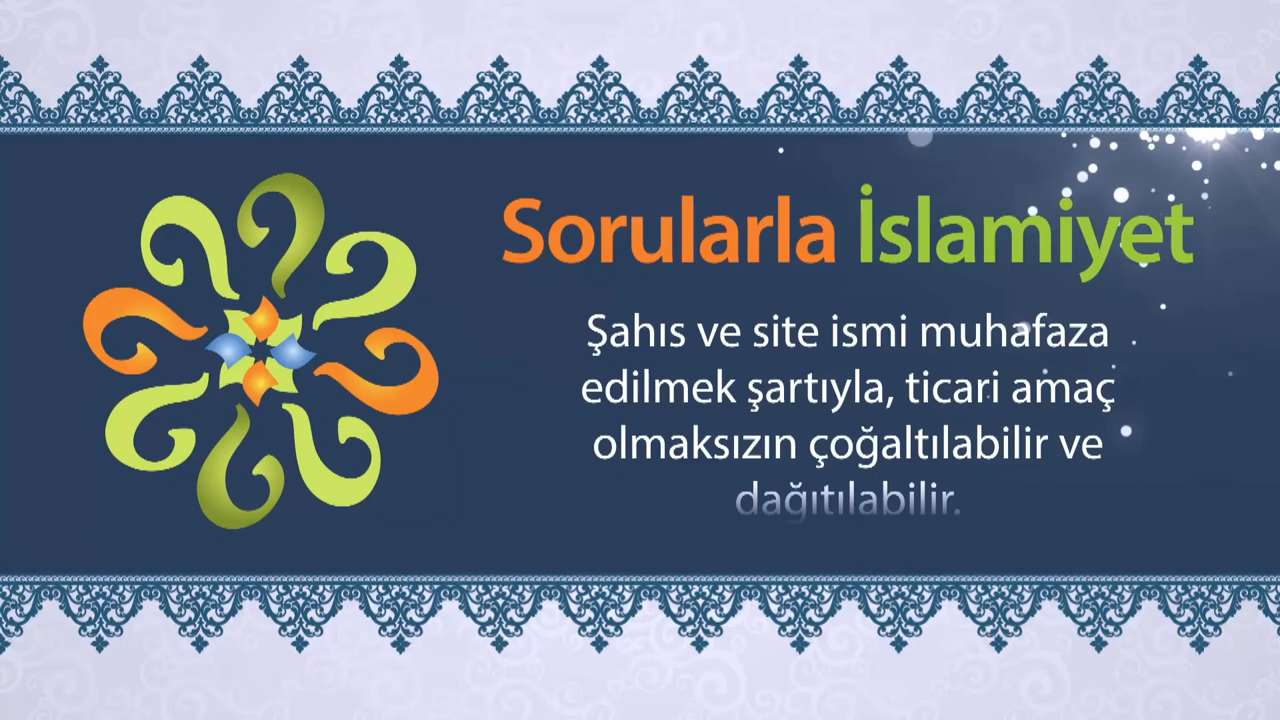 Sorularla İslamiyet
Şahıs ve site ismi muhafaza
edilmek şartıyla, ticari amaç
olmaksızın çoğaltılabilir ve
dağıtılabilir.